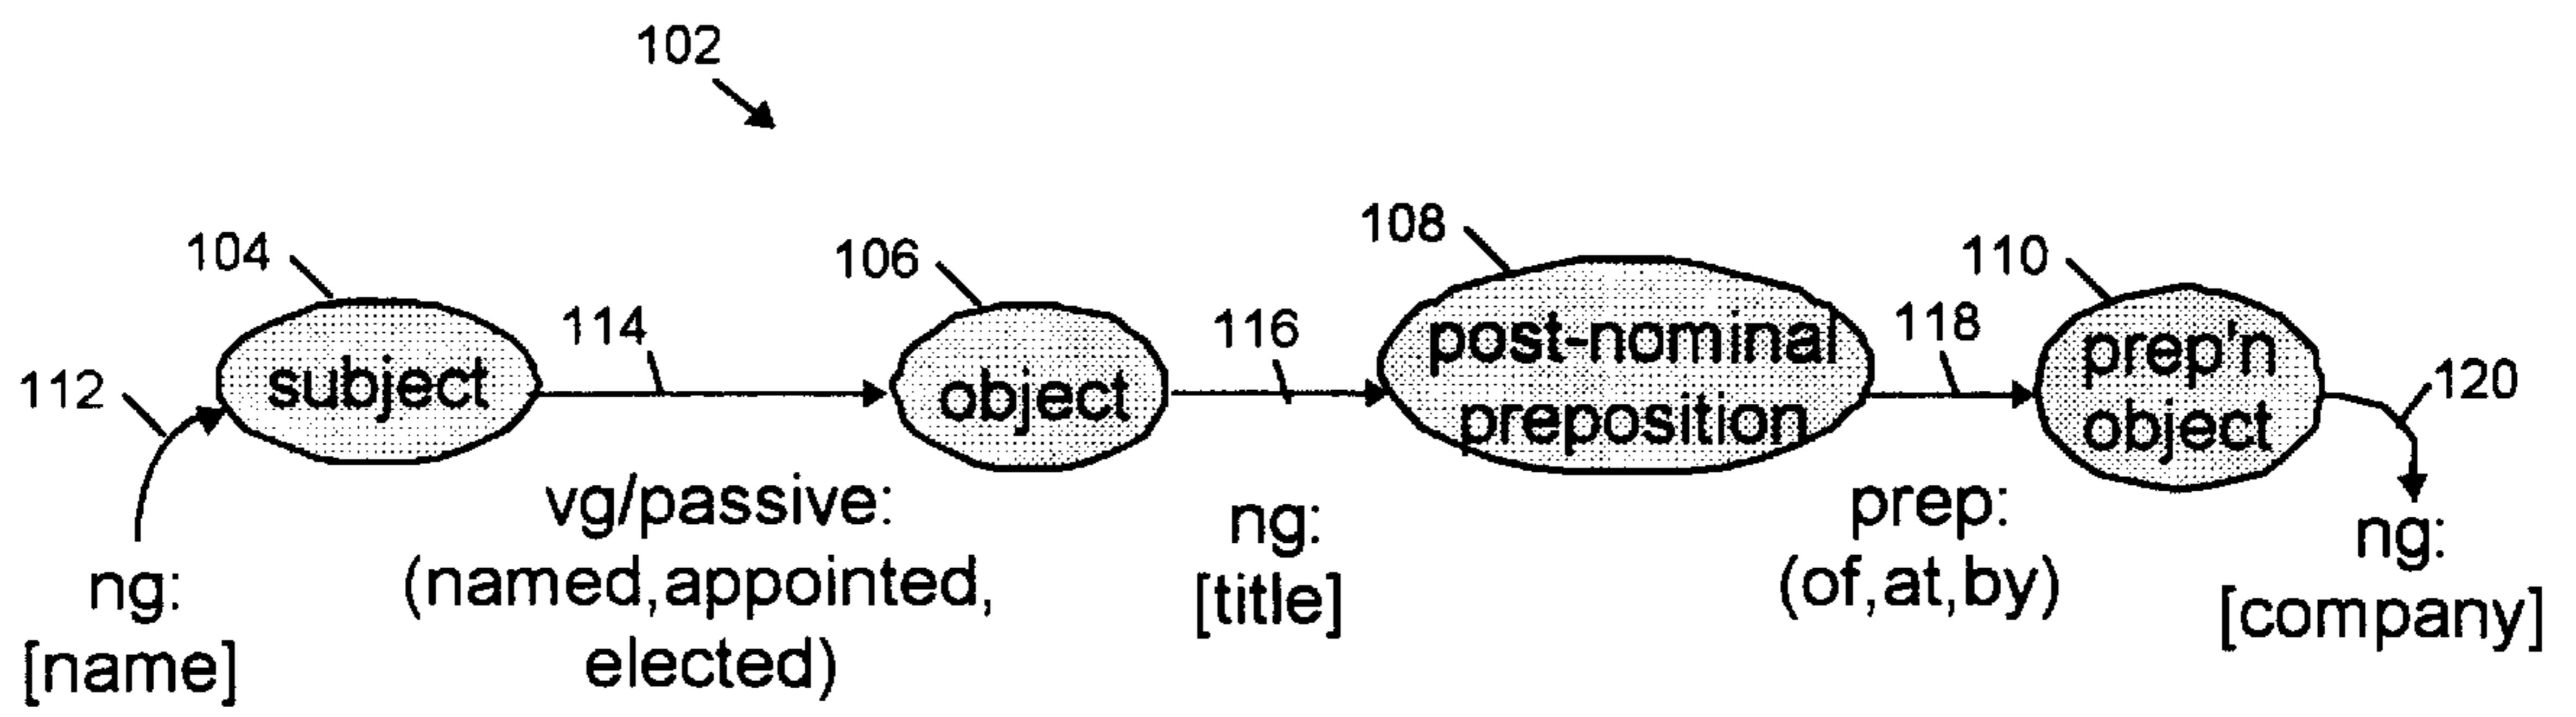 102
108
104
106
110
114
116
118
112
120
subject
object
post-nominal
preposition
prep'n
object
vg/passive:
(named,appointed,
elected)
ng:
[name]
ng:
[title]
prep:
(of,at,by)
ng:
[company]